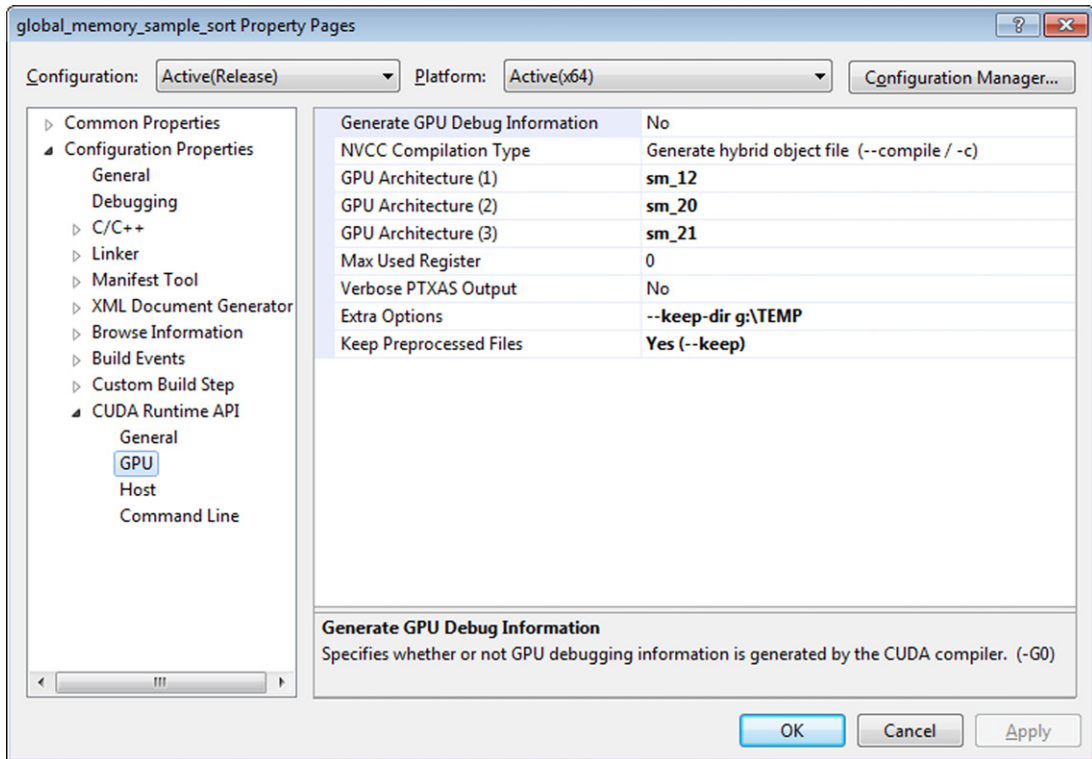 global_memory_sample_sort Property Pages
Configuration: Active(Release) Platform: Active(x64) Configuration Manager...
Common Properties
Configuration Properties
General
Debugging
C/C++
Linker
Manifest Tool
XML Document Generator
Browse Information
Build Events
Custom Build Step
CUDA Runtime API
General
GPU
Host
Command Line
Generate GPU Debug Information No
NVCC Compilation Type Generate hybrid object file (--compile / -c)
GPU Architecture (1) sm_12
GPU Architecture (2) sm_20
GPU Architecture (3) sm_21
Max Used Register 0
Verbose PTXAS Output No
Extra Options --keep-dir g:\TEMP
Keep Preprocessed Files Yes (--keep)
Generate GPU Debug Information
Specifies whether or not GPU debugging information is generated by the CUDA compiler. (-G0)
OK Cancel Apply